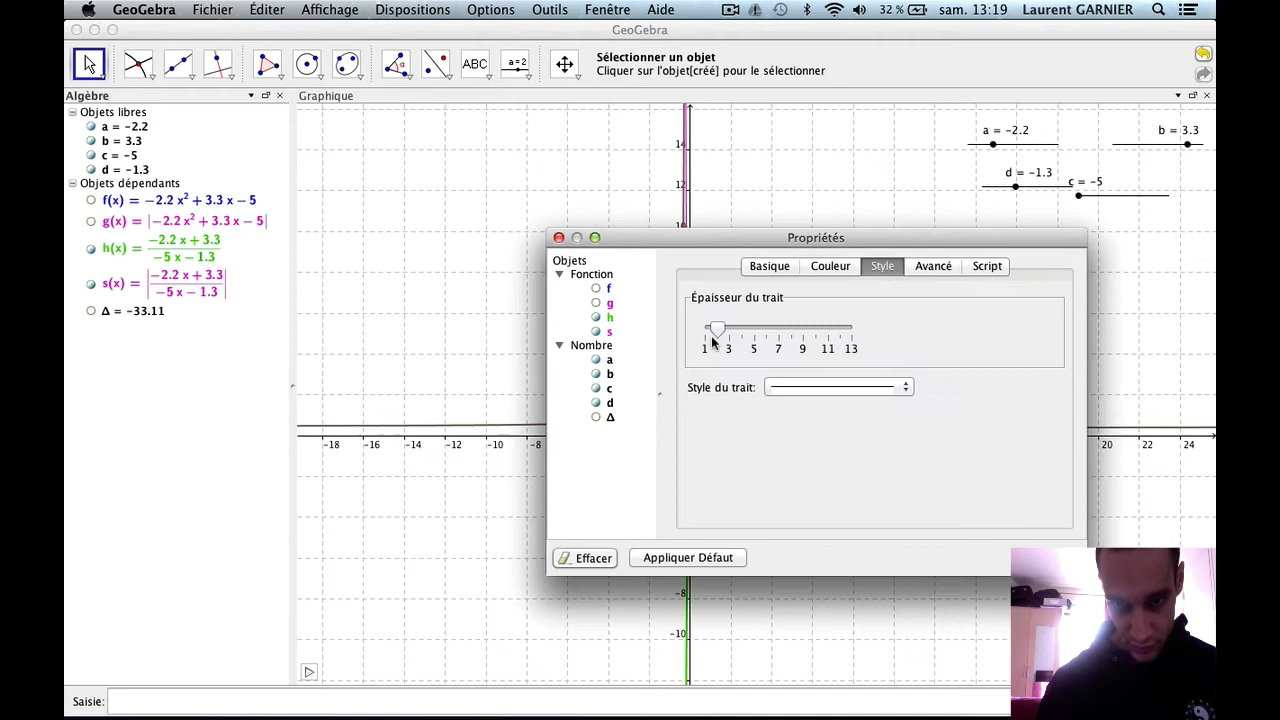 GeoGebra Fichier Éditer Affichage Dispositions Options Outils Fenêtre Aide 32 % sam. 13:19 Laurent GARNIER
GeoGebra
ABC
a=2
Sélectionner un objet
Cliquer sur l'objet[créé] pour le sélectionner
Algèbre
Objets libres
a = -2.2
b = 3.3
c = -5
d = -1.3
Objets dépendants
f(x) = -2.2 x² + 3.3 x - 5
g(x) = |-2.2 x² + 3.3 x - 5|
h(x) = (-2.2 x + 3.3) / (-5 x - 1.3)
s(x) = |(-2.2 x + 3.3) / (-5 x - 1.3)|
Δ = -33.11
Graphique
a = -2.2
b = 3.3
d = -1.3
c = -5
14
12
10
-18 -16 -14 -12 -10 -8
20 22 24
-8
-10
Propriétés
Objets
Fonction
f
g
h
s
Nombre
a
b
c
d
Δ
Basique Couleur Style Avancé Script
Épaisseur du trait
1 3 5 7 9 11 13
Style du trait:
Effacer
Appliquer Défaut
Saisie: